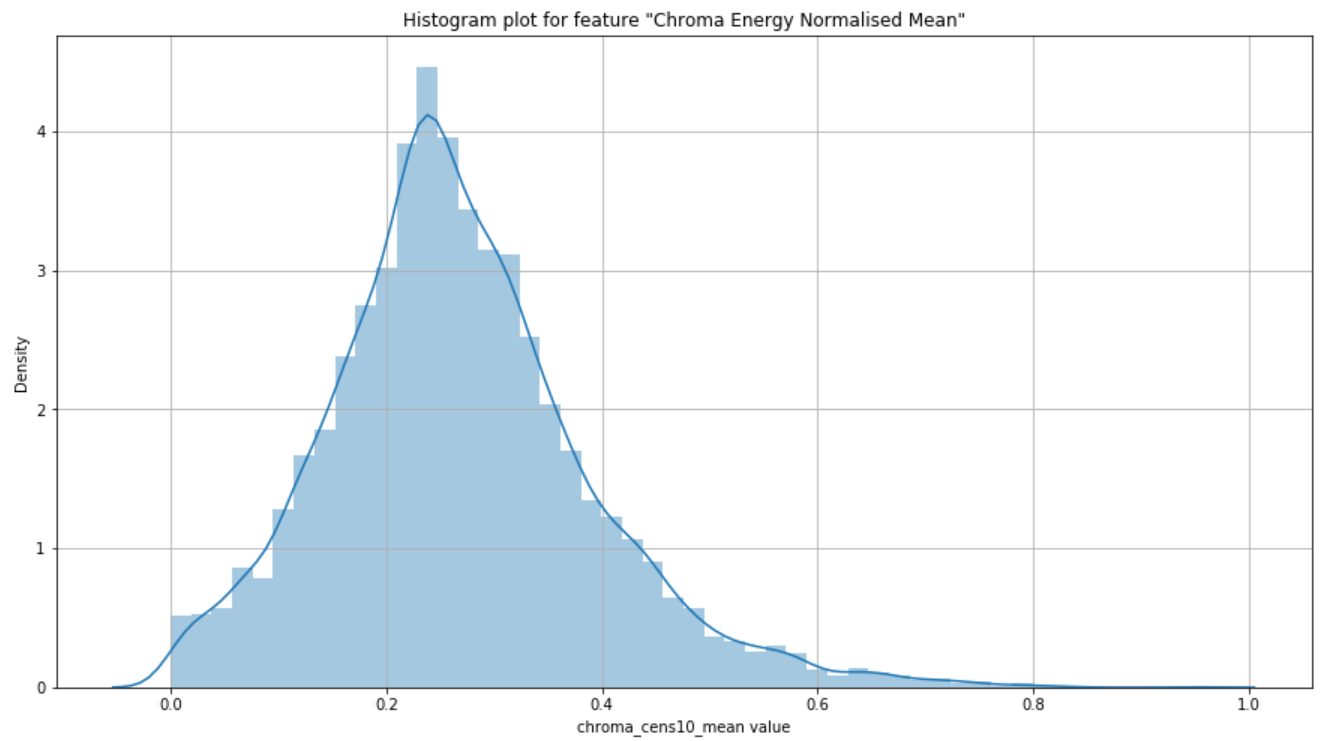 Histogram plot for feature "Chroma Energy Normalised Mean"
4
3
2
1
0
Density
0.0 0.2 0.4 0.6 0.8 1.0
chroma_cens10_mean value